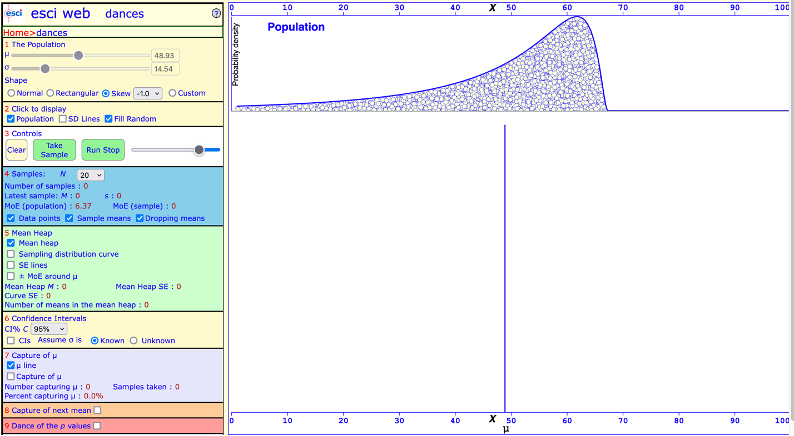 esci esci web dances ?
Home>dances
1 The Population
μ 48.93
σ 14.54
Shape
Normal Rectangular Skew -1.0 Custom
2 Click to display
Population SD Lines Fill Random
3 Controls
Clear Take Sample Run Stop
4 Samples: N 20
Number of samples : 0
Latest sample: M : 0 s : 0
MoE (population) : 6.37 MoE (sample) : 0
Data points Sample means Dropping means
5 Mean Heap
Mean heap
Sampling distribution curve
SE lines
± MoE around μ
Mean Heap M : 0 Mean Heap SE : 0
Curve SE : 0
Number of means in the mean heap : 0
6 Confidence Intervals
CI% C 95%
CIs Assume σ is Known Unknown
7 Capture of μ
μ line
Capture of μ
Number capturing μ : 0 Samples taken : 0
Percent capturing μ : 0.0%
8 Capture of next mean
9 Dance of the p values
0 10 20 30 40 X 50 60 70 80 90 100
Population
Probability density
0 10 20 30 40 X 50 60 70 80 90 100
μ